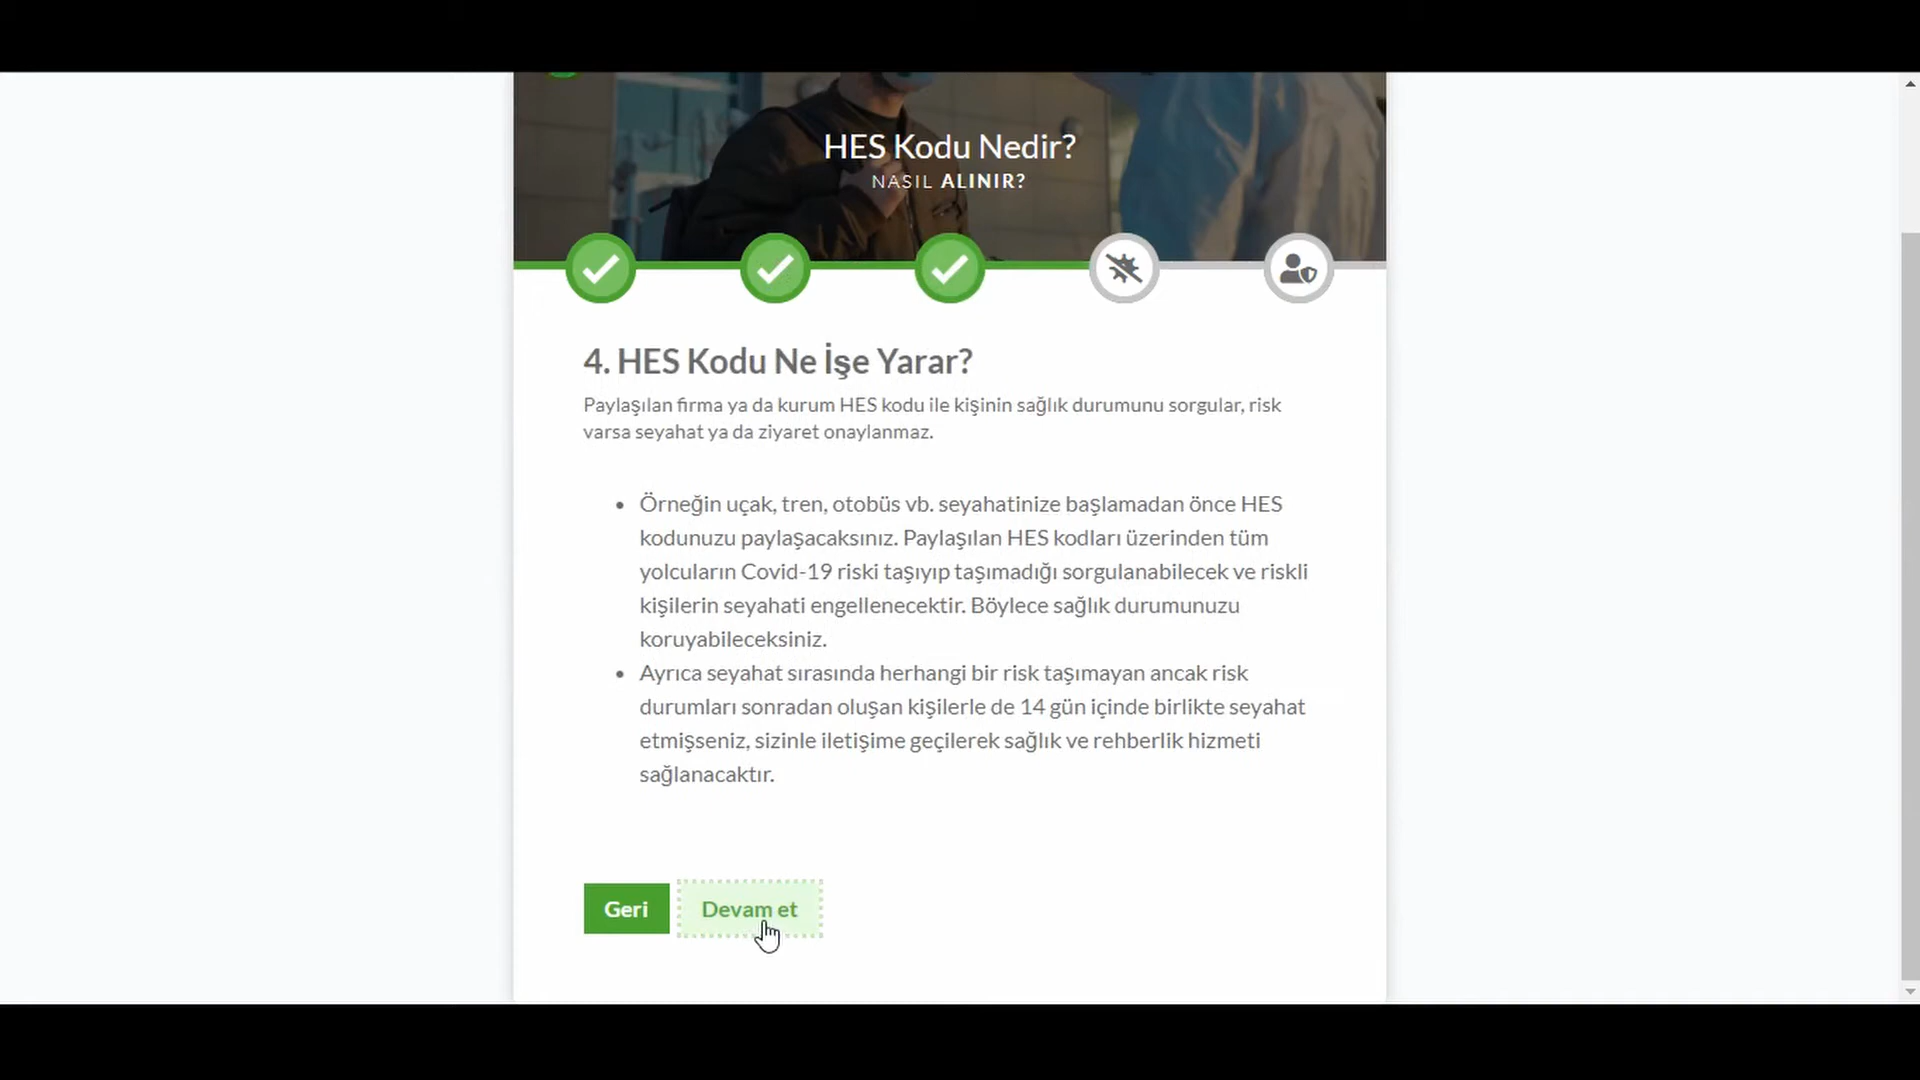 HES Kodu Nedir?
NASIL ALINIR?
4. HES Kodu Ne İşe Yarar?
Paylaşılan firma ya da kurum HES kodu ile kişinin sağlık durumunu sorgular, risk
varsa seyahat ya da ziyaret onaylanmaz.
• Örneğin uçak, tren, otobüs vb. seyahatinize başlamadan önce HES
kodunuzu paylaşacaksınız. Paylaşılan HES kodları üzerinden tüm
yolcuların Covid-19 riski taşıyıp taşımadığı sorgulanabilecek ve riskli
kişilerin seyahati engellenecektir. Böylece sağlık durumunuzu
koruyabileceksiniz.
• Ayrıca seyahat sırasında herhangi bir risk taşımayan ancak risk
durumları sonradan oluşan kişilerle de 14 gün içinde birlikte seyahat
etmişseniz, sizinle iletişime geçilerek sağlık ve rehberlik hizmeti
sağlanacaktır.
Geri Devam et